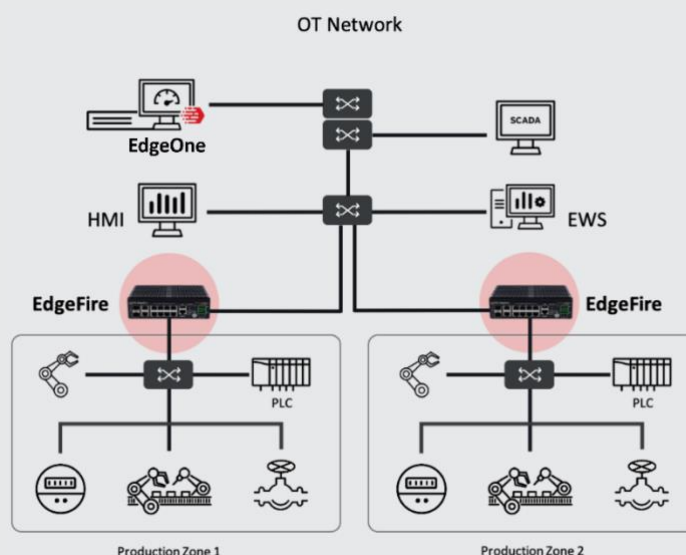 OT Network
EdgeOne
SCADA
HMI
EWS
EdgeFire
EdgeFire
PLC
PLC
Production Zone 1
Production Zone 2